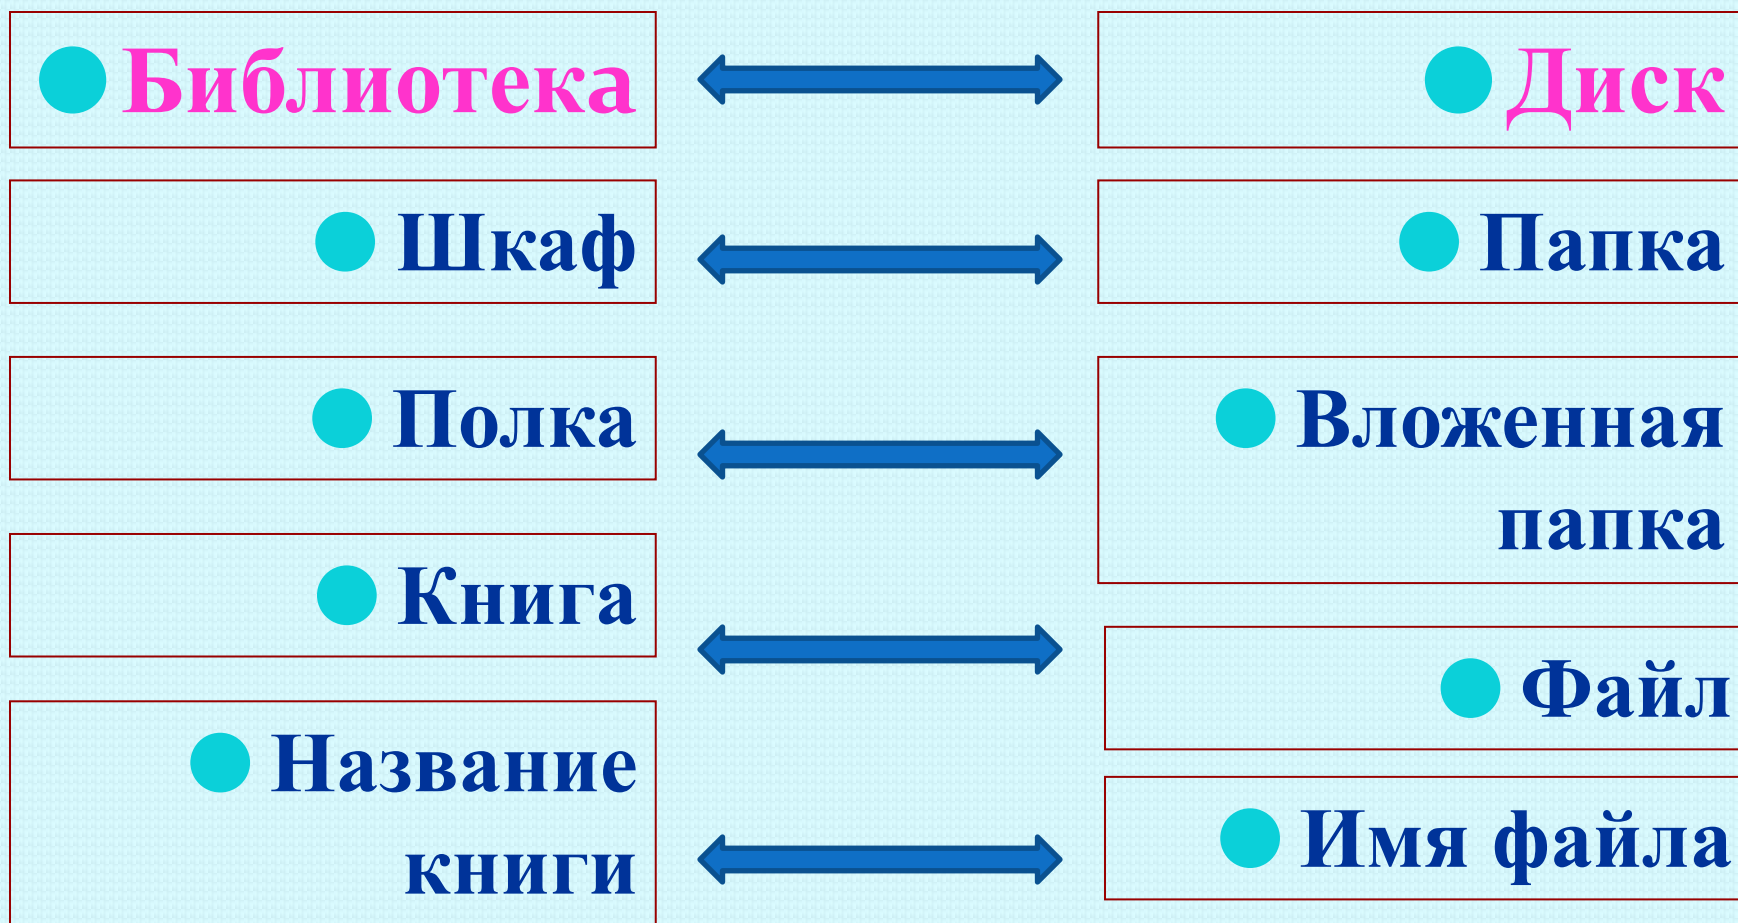 ● Библиотека
● Диск
● Шкаф
● Папка
● Полка
● Вложенная
папка
● Книга
● Файл
● Название
книги
● Имя файла